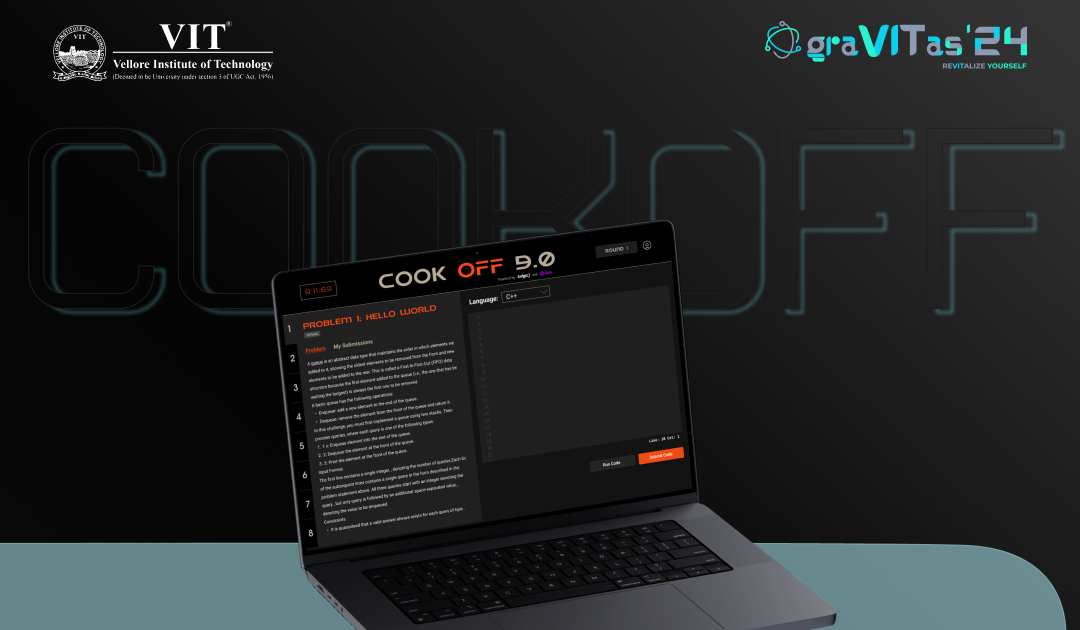 VIT®
Vellore Institute of Technology
(Deemed to be University under section 3 of UGC Act, 1956)
VELLORE INSTITUTE OF TECHNOLOGY
VIT
graVITas'24
REVITALIZE YOURSELF
COOKOFF
9:11:69
COOK OFF 9.0
Powered by Judge0 and
ROUND 1
1
2
3
4
5
6
7
8
PROBLEM 1: HELLO WORLD
Problem My Submissions
A queue is an abstract data type that maintains the order in which elements were
added to it, allowing the oldest elements to be removed from the front and new
elements to be added to the rear. This is called a First-In-First-Out (FIFO) data
structure because the first element added to the queue (i.e., the one that has been
waiting the longest) is always the first one to be removed.
A basic queue has the following operations:
• Enqueue: add a new element to the end of the queue.
• Dequeue: remove the element from the front of the queue and return it.
In this challenge, you must first implement a queue using two stacks. Then
process queries, where each query is one of the following types:
1. 1 x: Enqueue element into the end of the queue.
2. 2: Dequeue the element at the front of the queue.
3. 3: Print the element at the front of the queue.
Input Format
The first line contains a single integer, , denoting the number of queries.Each line
of the subsequent lines contains a single query in the form described in the
problem statement above. All three queries start with an integer denoting the
query , but only query is followed by an additional space-separated value, ,
denoting the value to be enqueued.
Constraints
• It is guaranteed that a valid answer always exists for each query of type .
Language: C++
Line: 10 Col: 1
Run Code
Submit Code